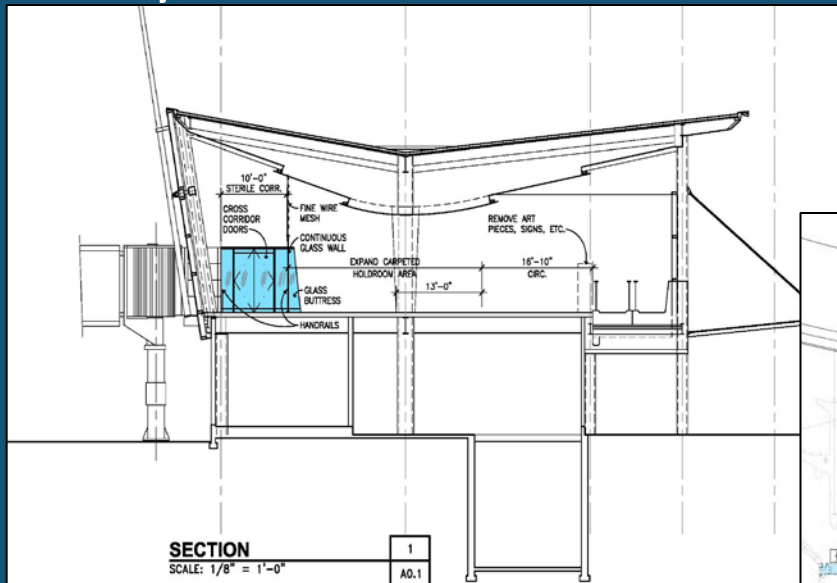 10'-0"
STERILE CORR.
CROSS
CORRIDOR
DOORS
FINE WIRE
MESH
CONTINUOUS
GLASS WALL
REMOVE ART
PIECES, SIGNS, ETC.
EXPAND CARPETED
HOLDROOM AREA
16'-10"
CIRC.
13'-0"
GLASS
BUTTRESS
HANDRAILS
SECTION
SCALE: 1/8" = 1'-0"
1
A0.1